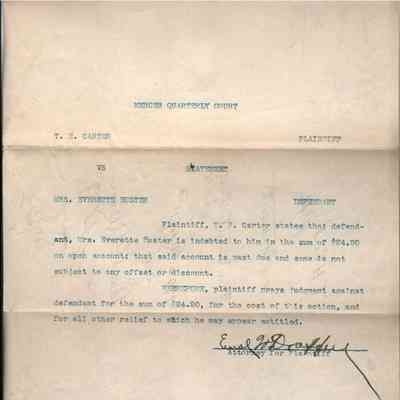 MERCER QUARTERLY COURT
T. E. CARTER PLAINTIFF
VS STATEMENT
MRS. EVERETTE HUSTER DEFENDANT
Plaintiff, T. E. Carter states that defend-
ant, Mrs. Everette Huster is indebted to him in the sum of $24.00
on open account; that said account is past due and same is not
subject to any offset or discount.
WHEREFORE, plaintiff prays judgment against
defendant for the sum of $24.20, for the cost of this action, and
for all other relief to which he may appear entitled.
Attorney for Plaintiff